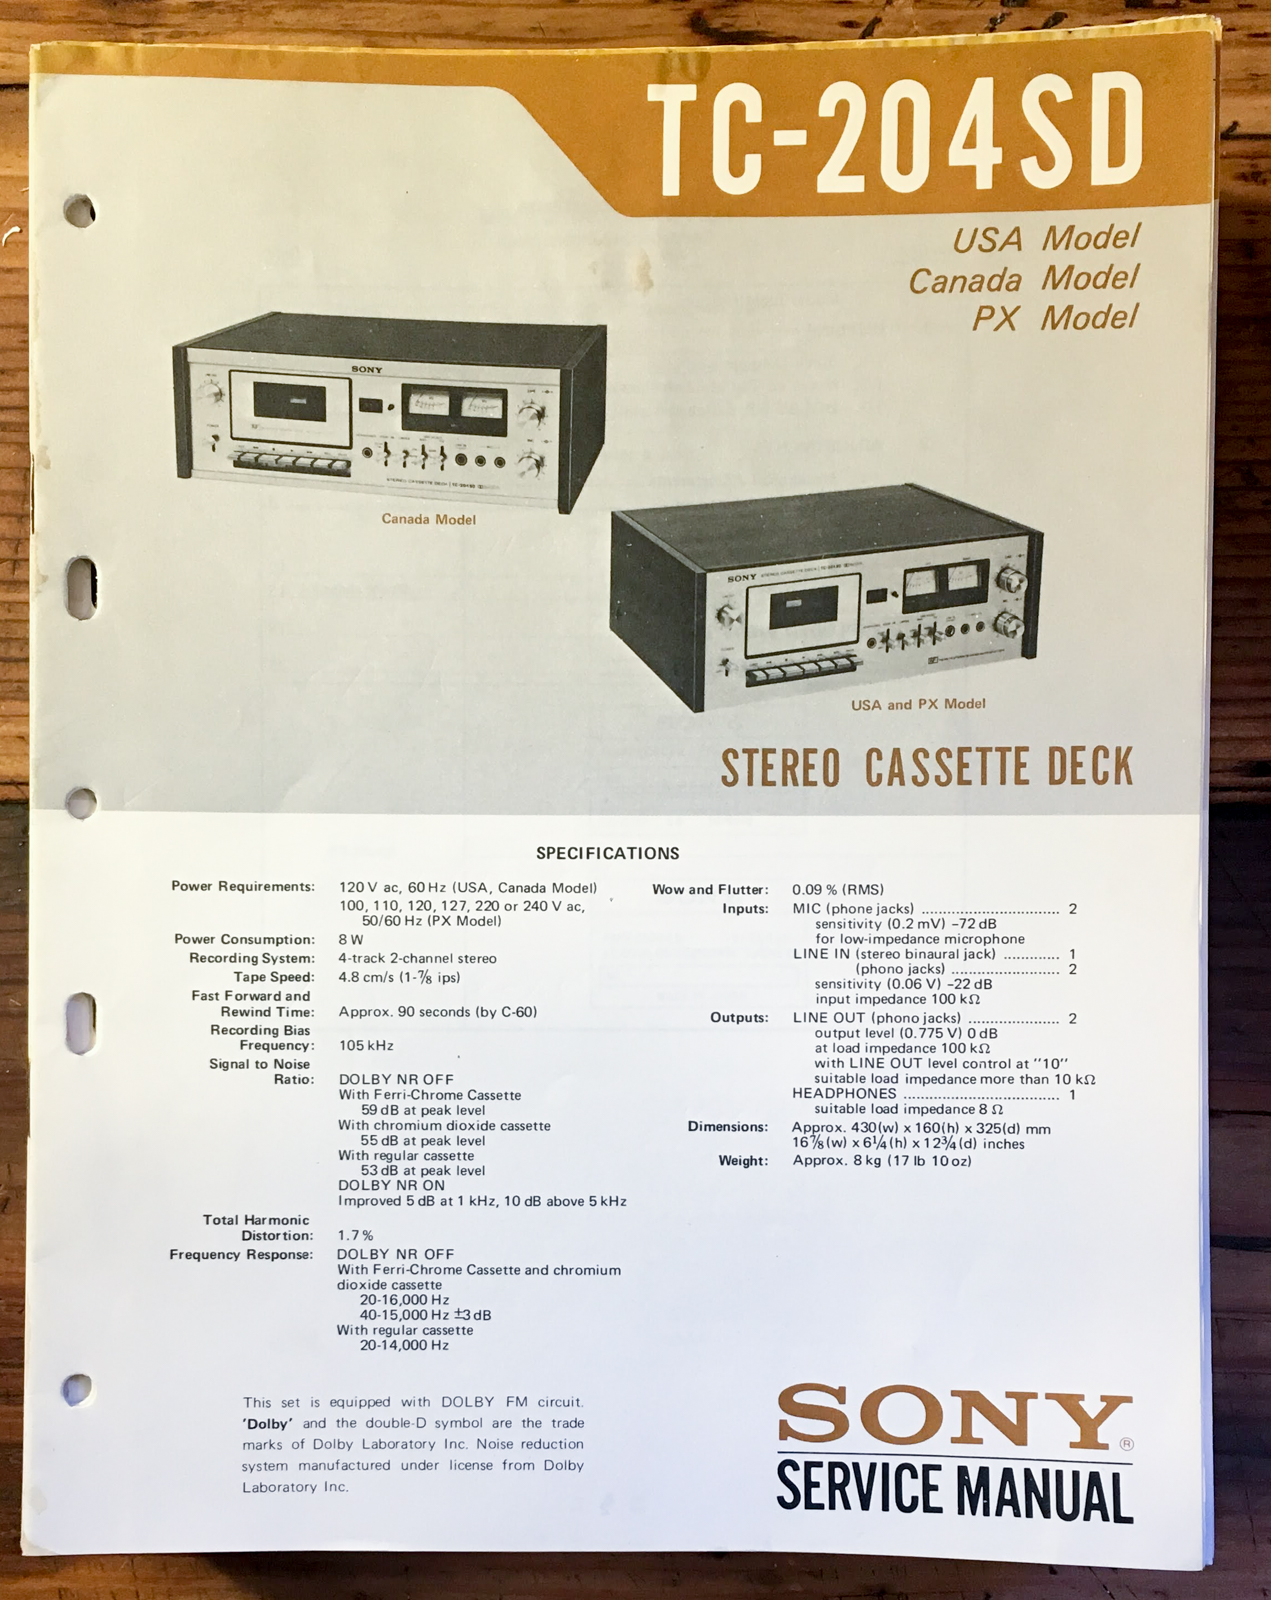 TC-204SD
USA Model
Canada Model
PX Model
SONY
Canada Model
SONY
USA and PX Model
STEREO CASSETTE DECK
SPECIFICATIONS
Power Requirements: 120 V ac, 60 Hz (USA, Canada Model)
100, 110, 120, 127, 220 or 240 V ac,
50/60 Hz (PX Model)
Power Consumption: 8 W
Recording System: 4-track 2-channel stereo
Tape Speed: 4.8 cm/s (1-7/8 ips)
Fast Forward and
Rewind Time: Approx. 90 seconds (by C-60)
Recording Bias
Frequency: 105 kHz
Signal to Noise
Ratio: DOLBY NR OFF
With Ferri-Chrome Cassette
59 dB at peak level
With chromium dioxide cassette
55 dB at peak level
With regular cassette
53 dB at peak level
DOLBY NR ON
Improved 5 dB at 1 kHz, 10 dB above 5 kHz
Total Harmonic
Distortion: 1.7 %
Frequency Response: DOLBY NR OFF
With Ferri-Chrome Cassette and chromium
dioxide cassette
20-16,000 Hz
40-15,000 Hz ±3 dB
With regular cassette
20-14,000 Hz
Wow and Flutter: 0.09 % (RMS)
Inputs: MIC (phone jacks) .............................. 2
sensitivity (0.2 mV) -72 dB
for low-impedance microphone
LINE IN (stereo binaural jack) ............ 1
(phono jacks) ....................... 2
sensitivity (0.06 V) -22 dB
input impedance 100 kΩ
Outputs: LINE OUT (phono jacks) .................... 2
output level (0.775 V) 0 dB
at load impedance 100 kΩ
with LINE OUT level control at "10"
suitable load impedance more than 10 kΩ
HEADPHONES .................................. 1
suitable load impedance 8 Ω
Dimensions: Approx. 430(w) x 160(h) x 325(d) mm
16 7/8(w) x 6 1/4(h) x 12 3/4(d) inches
Weight: Approx. 8 kg (17 lb 10 oz)
This set is equipped with DOLBY FM circuit.
'Dolby' and the double-D symbol are the trade
marks of Dolby Laboratory Inc. Noise reduction
system manufactured under license from Dolby
Laboratory Inc.
SONY®
SERVICE MANUAL